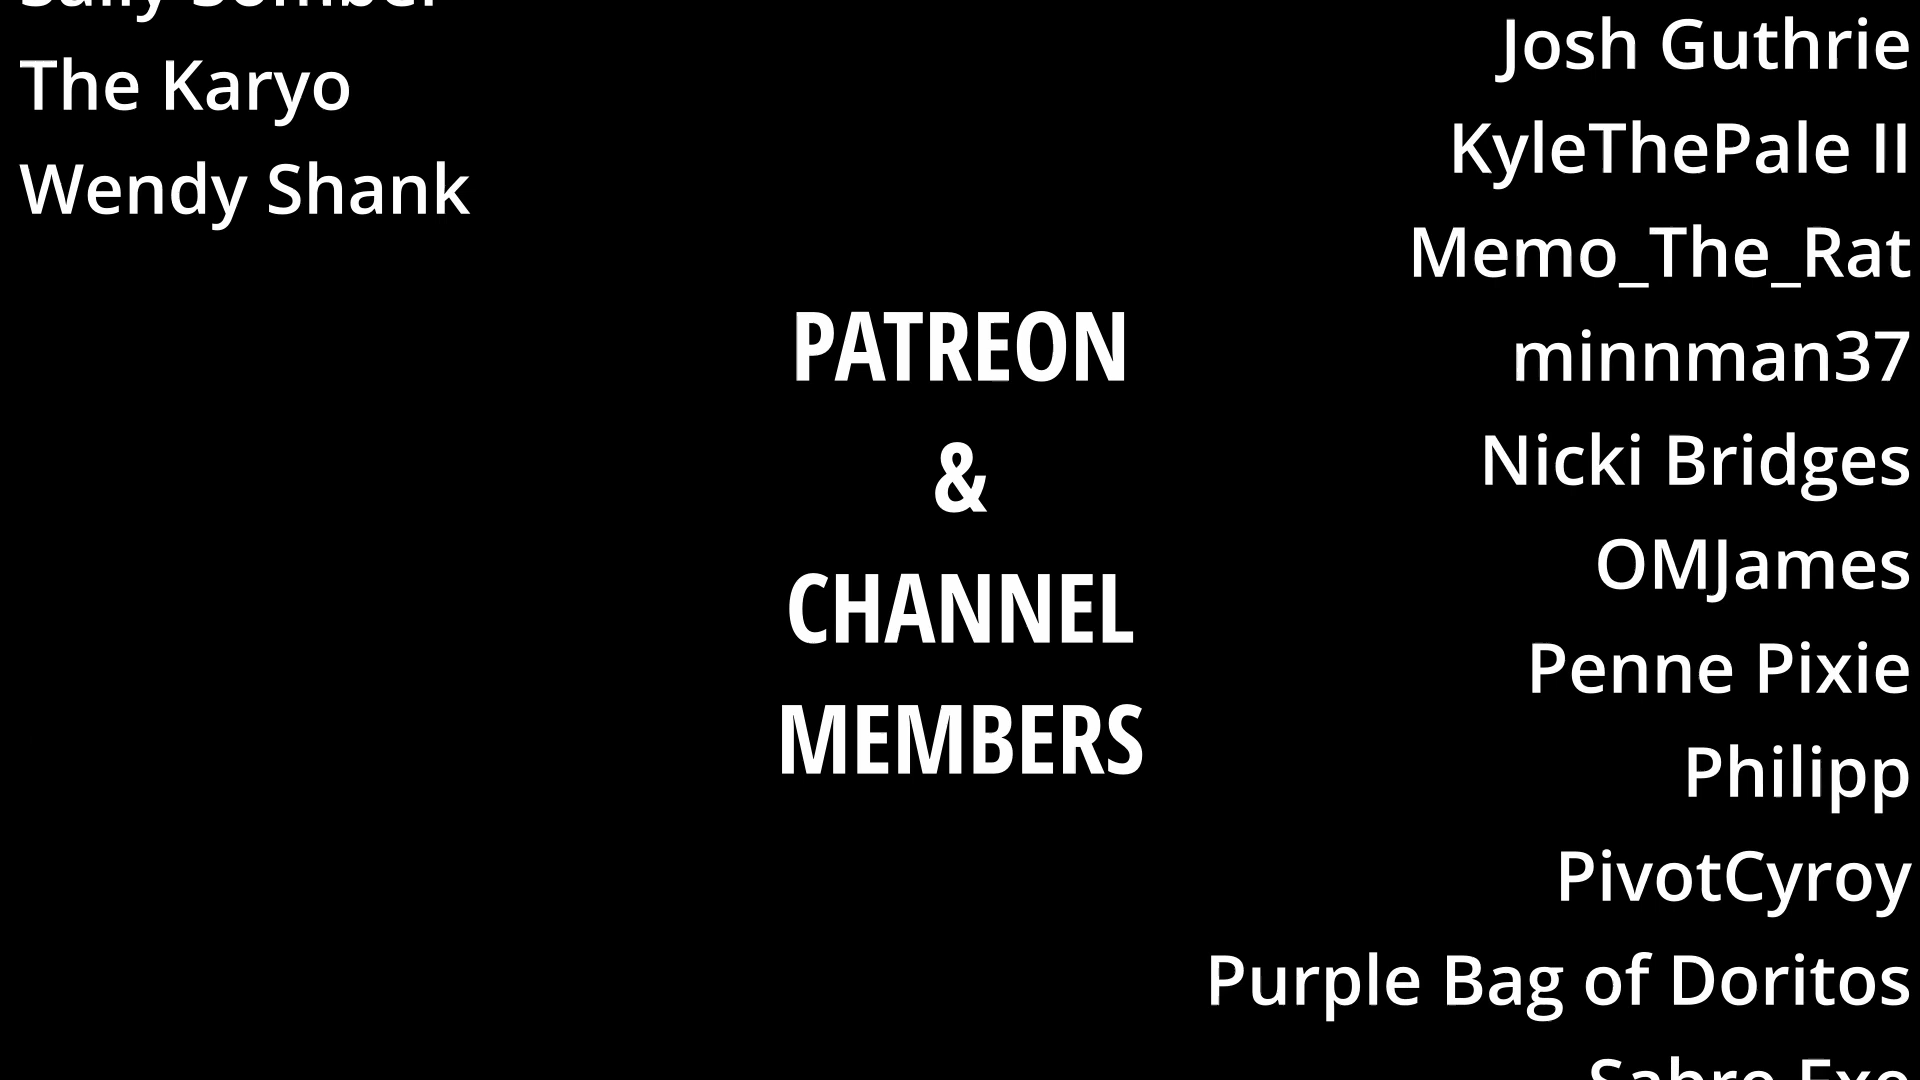 The Karyo
Wendy Shank
PATREON
&
CHANNEL
MEMBERS
Josh Guthrie
KyleThePale II
Memo_The_Rat
minnman37
Nicki Bridges
OMJames
Penne Pixie
Philipp
PivotCyroy
Purple Bag of Doritos